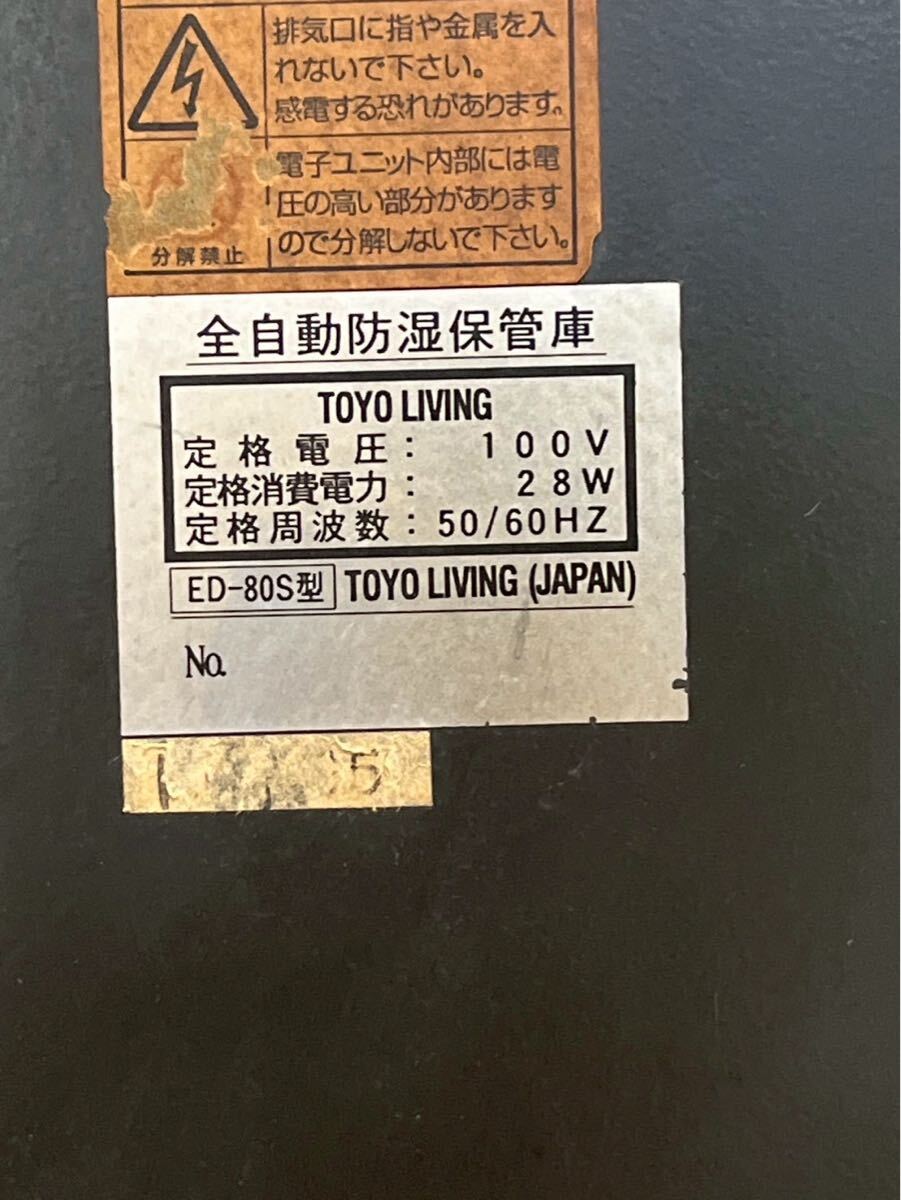 排気口に指や金属を入
れないで下さい。
感電する恐れがあります。
電子ユニット内部には電
圧の高い部分があります
ので分解しないで下さい。
分解禁止
全自動防湿保管庫
TOYO LIVING
定格電圧: 100V
定格消費電力: 28W
定格周波数: 50/60HZ
ED-80S型 TOYO LIVING (JAPAN)
No.